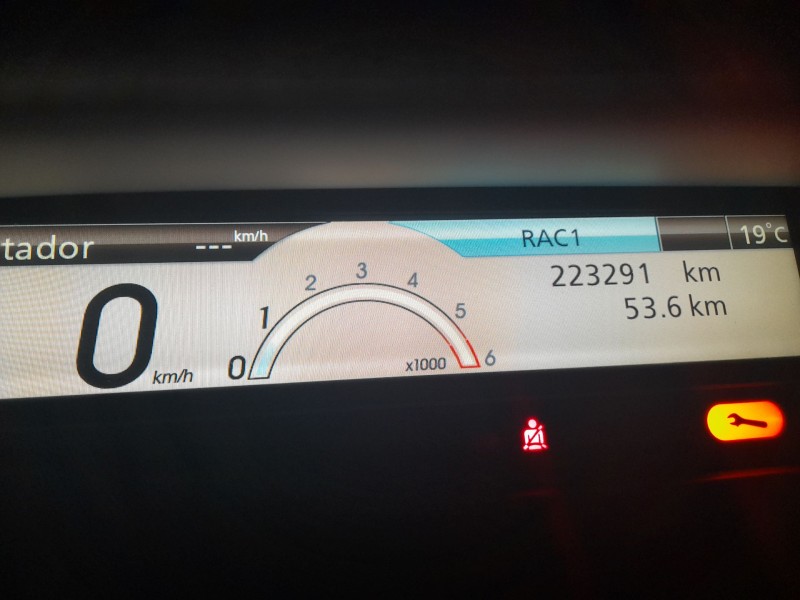 tador --- km/h
RAC1
19°C
223291 km
53.6 km
0 km/h
0 1 2 3 4 5 6
x1000